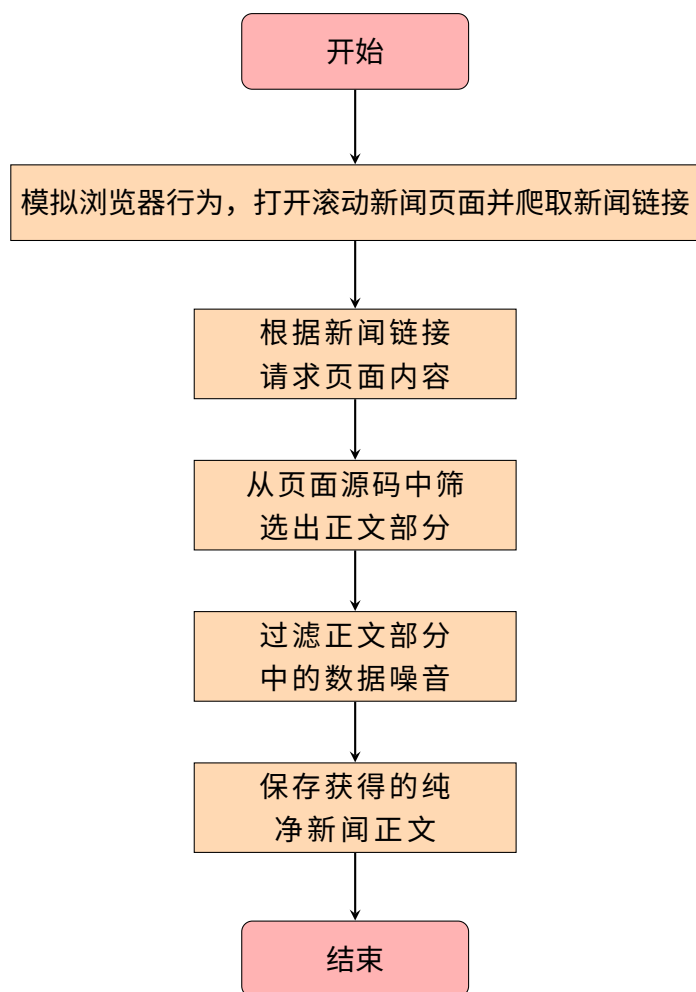 开始
模拟浏览器行为，打开滚动新闻页面并爬取新闻链接
根据新闻链接
请求页面内容
从页面源码中筛
选出正文部分
过滤正文部分
中的数据噪音
保存获得的纯
净新闻正文
结束